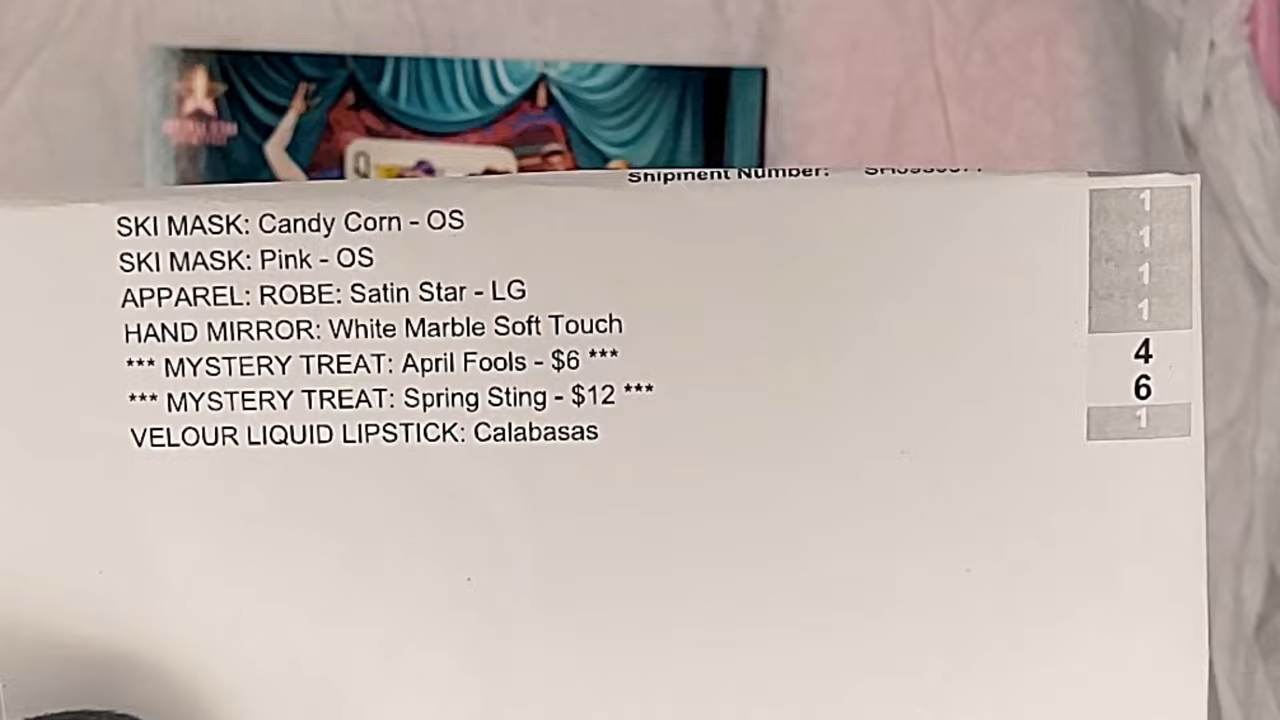 Shipment Number:
SKI MASK: Candy Corn - OS 1
SKI MASK: Pink - OS 1
APPAREL: ROBE: Satin Star - LG 1
HAND MIRROR: White Marble Soft Touch 1
*** MYSTERY TREAT: April Fools - $6 *** 4
*** MYSTERY TREAT: Spring Sting - $12 *** 6
VELOUR LIQUID LIPSTICK: Calabasas 1